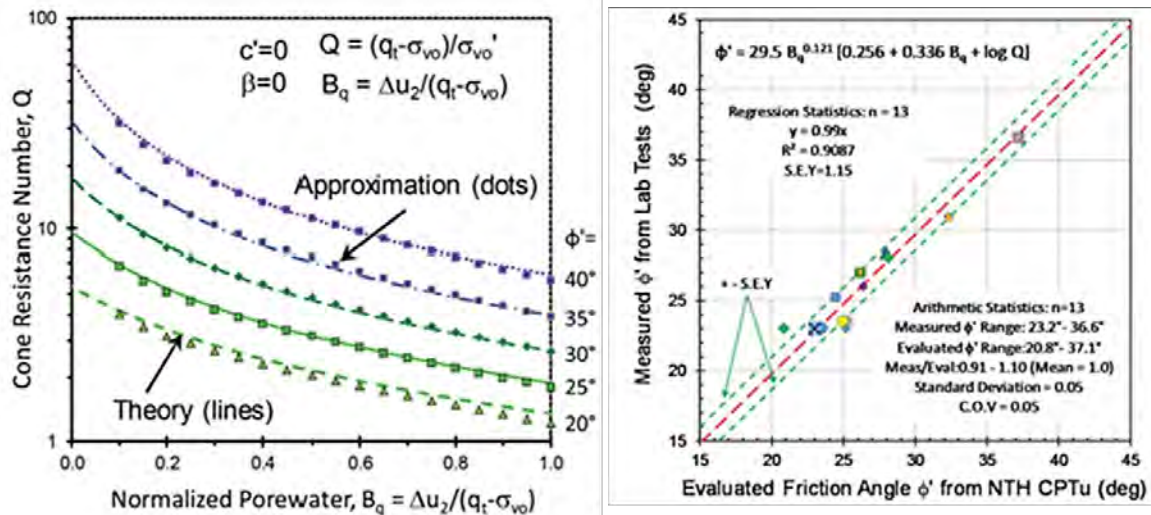 100
10
1
Cone Resistance Number, Q
c'=0 Q = (qₜ-σᵥₒ)/σᵥₒ'
β=0 B_q = Δu₂/(qₜ-σᵥₒ)
Approximation (dots)
Theory (lines)
ϕ'=
40°
35°
30°
25°
20°
0.0 0.2 0.4 0.6 0.8 1.0
Normalized Porewater, B_q = Δu₂/(qₜ-σᵥₒ)
45
40
35
30
25
20
15
Measured ϕ' from Lab Tests (deg)
ϕ' = 29.5 B_q^0.121 [0.256 + 0.336 B_q + log Q]
Regression Statistics: n = 13
y = 0.99x
R² = 0.9087
S.E.Y=1.15
- S.E.Y
Arithmetic Statistics: n=13
Measured ϕ' Range: 23.2°- 36.6°
Evaluated ϕ' Range:20.8°- 37.1°
Meas/Eval:0.91 - 1.10 (Mean = 1.0)
Standard Deviation = 0.05
C.O.V = 0.05
15 20 25 30 35 40 45
Evaluated Friction Angle ϕ' from NTH CPTu (deg)